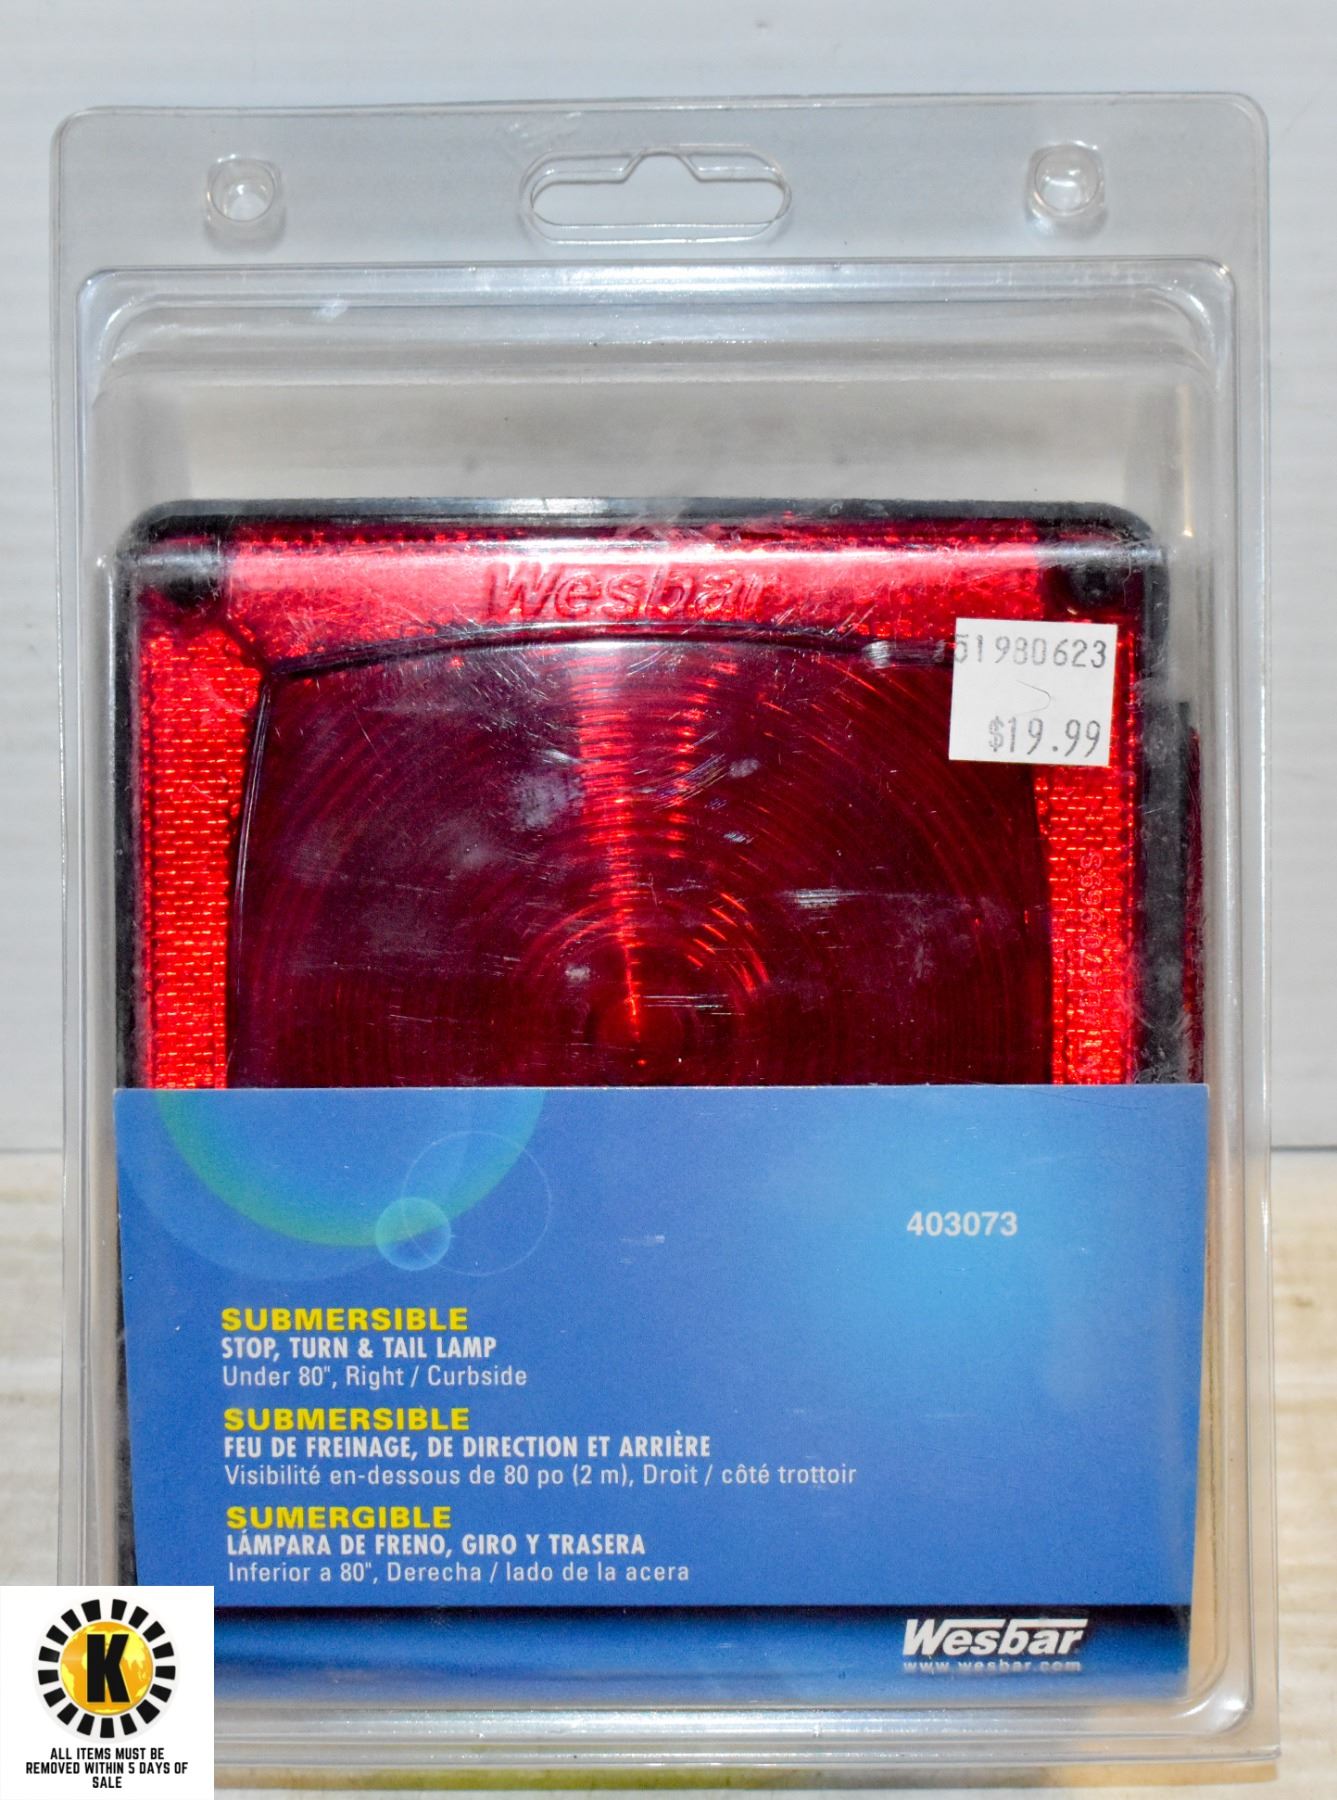 Wesbar
51980623
$19.99
403073
SUBMERSIBLE
STOP, TURN & TAIL LAMP
Under 80", Right / Curbside
SUBMERSIBLE
FEU DE FREINAGE, DE DIRECTION ET ARRIÈRE
Visibilité en-dessous de 80 po (2 m), Droit / côté trottoir
SUMERGIBLE
LÁMPARA DE FRENO, GIRO Y TRASERA
Inferior a 80", Derecha / lado de la acera
Wesbar
www.wesbar.com
K
ALL ITEMS MUST BE
REMOVED WITHIN 5 DAYS OF
SALE